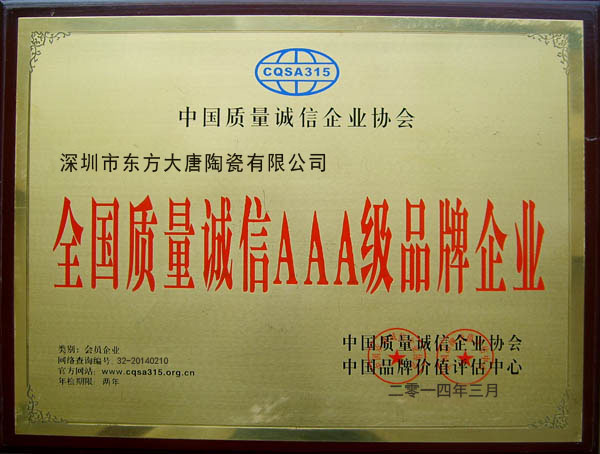 CQSA315
中国质量诚信企业协会
深圳市东方大唐陶瓷有限公司
全国质量诚信AAA级品牌企业
类别：会员企业
网络查询编号：32-20140210
官方网站：www.cqsa315.org.cn
年检期限：两年
中国质量诚信企业协会
中国品牌价值评估中心
二零一四年三月